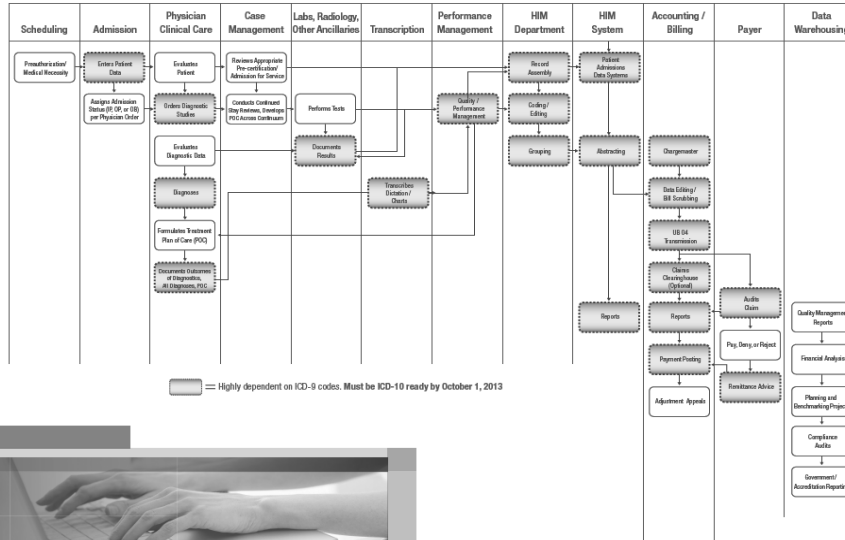 Scheduling
Admission
Physician
Clinical Care
Case
Management
Labs, Radiology,
Other Ancillaries
Transcription
Performance
Management
HIM
Department
HIM
System
Accounting /
Billing
Payer
Data
Warehousing
Preauthorization/
Medical Necessity
Enters Patient
Data
Evaluates
Patient
Reviews Appropriate
Pre-certification/
Admission for Service
Record
Assembly
Patient
Admissions
Data Systems
Assigns Admission
Status (IP, OP, or OB)
per Physician Order
Orders Diagnostic
Studies
Conducts Continued
Stay Reviews, Develops
POC Across Continuum
Performs Tests
Quality /
Performance
Management
Coding /
Editing
Evaluates
Diagnostic Data
Documents
Results
Grouping
Abstracting
Chargemaster
Diagnoses
Transcribes
Dictation /
Charts
Data Editing /
Bill Scrubbing
Formulates Treatment
Plan of Care (POC)
UB 04
Transmission
Documents Outcomes
of Diagnostics,
All Diagnoses, POC
Claims
Clearinghouse
(Optional)
Audits
Claim
Reports
Reports
Quality Management
Reports
Pay, Deny, or Reject
Payment Posting
Financial Analysis
Remittance Advice
Adjustment Appeals
Planning and
Benchmarking Projects
Compliance
Audits
Government/
Accreditation Reporting
= Highly dependent on ICD-9 codes. Must be ICD-10 ready by October 1, 2013